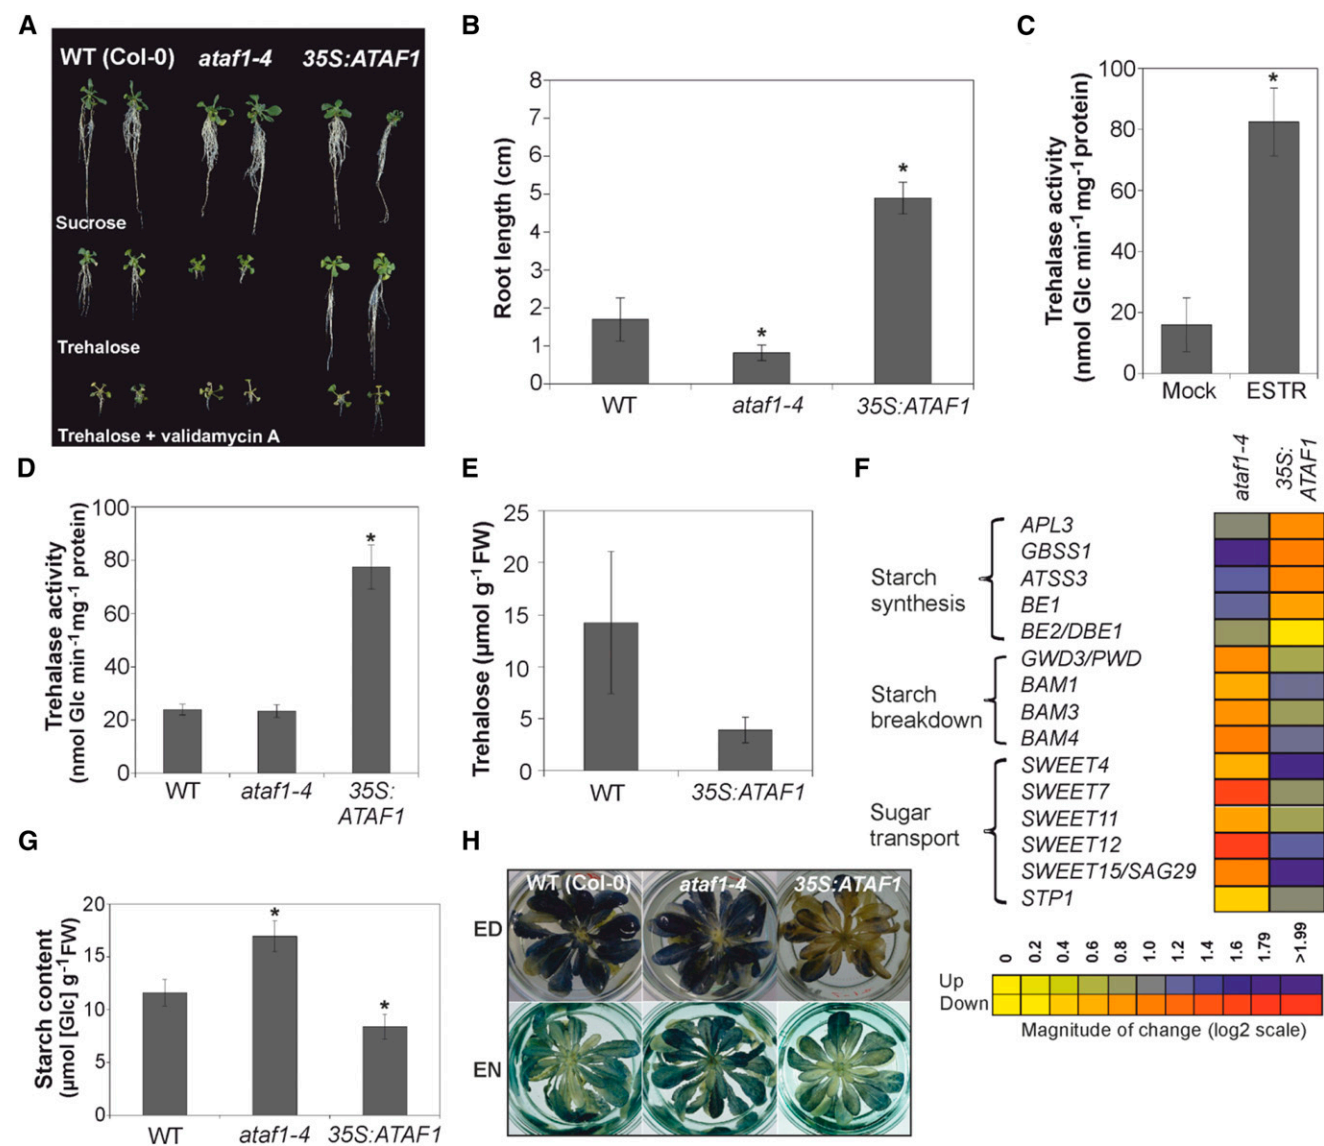 A
WT (Col-0) ataf1-4 35S:ATAF1
Sucrose
Trehalose
Trehalose + validamycin A
B
Root length (cm)
8
7
6
5
4
3
2
1
0
*
*
WT ataf1-4 35S:ATAF1
C
Trehalase activity
(nmol Glc min-1mg-1protein)
100
80
60
40
20
0
*
Mock ESTR
D
Trehalase activity
(nmol Glc min-1mg-1 protein)
100
80
60
40
20
0
*
WT ataf1-4 35S:
ATAF1
E
Trehalose (µmol g-1 FW)
25
20
15
10
5
0
WT 35S:ATAF1
F
ataf1-4
35S:
ATAF1
Starch
synthesis
APL3
GBSS1
ATSS3
BE1
BE2/DBE1
Starch
breakdown
GWD3/PWD
BAM1
BAM3
BAM4
Sugar
transport
SWEET4
SWEET7
SWEET11
SWEET12
SWEET15/SAG29
STP1
0 0.2 0.4 0.6 0.8 1.0 1.2 1.4 1.6 1.79 >1.99
Up
Down
Magnitude of change (log2 scale)
G
Starch content
(µmol [Glc] g-1FW)
20
15
10
5
0
*
*
WT ataf1-4 35S:ATAF1
H
WT (Col-0) ataf1-4 35S:ATAF1
ED
EN